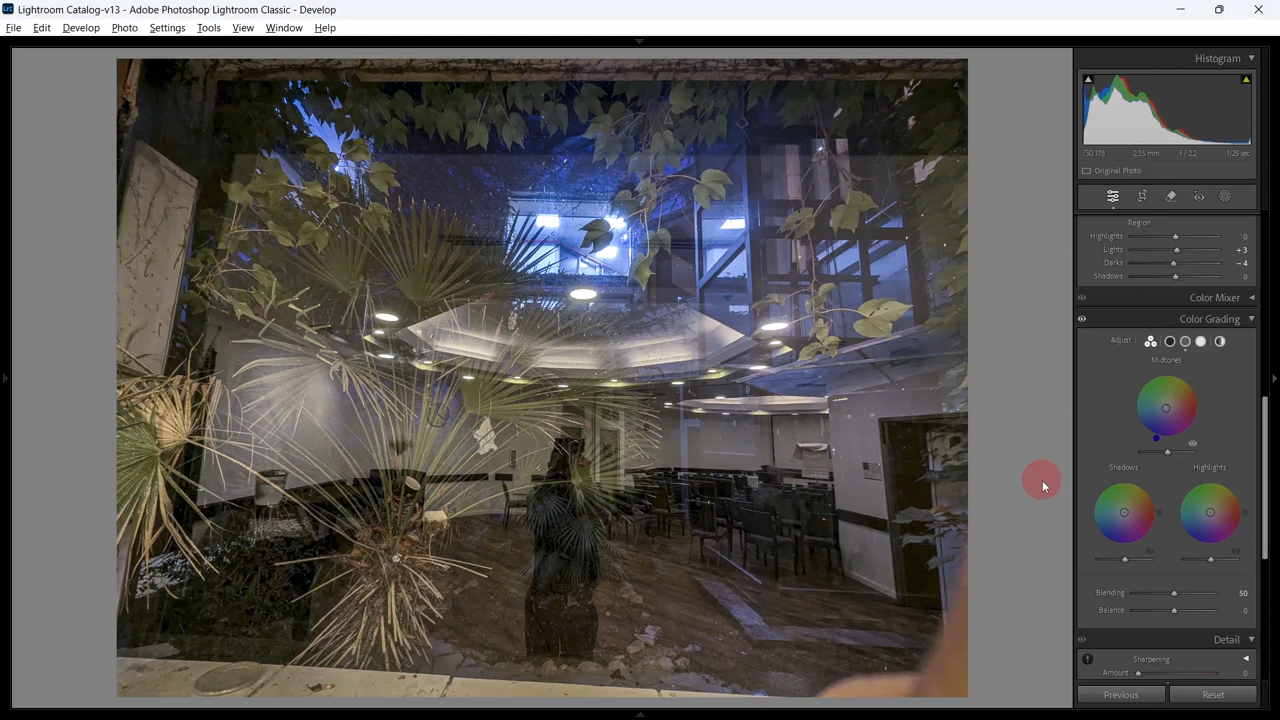 Lightroom Catalog-v13 - Adobe Photoshop Lightroom Classic - Develop
File Edit Develop Photo Settings Tools View Window Help
Histogram
ISO 178 2.35 mm f / 2.2 1/25 sec
Original Photo
Region
Highlights 0
Lights + 3
Darks - 4
Shadows 0
Color Mixer
Color Grading
Adjust :
Midtones
Shadows Highlights
Blending 50
Balance 0
Detail
Sharpening
Amount 0
Previous Reset